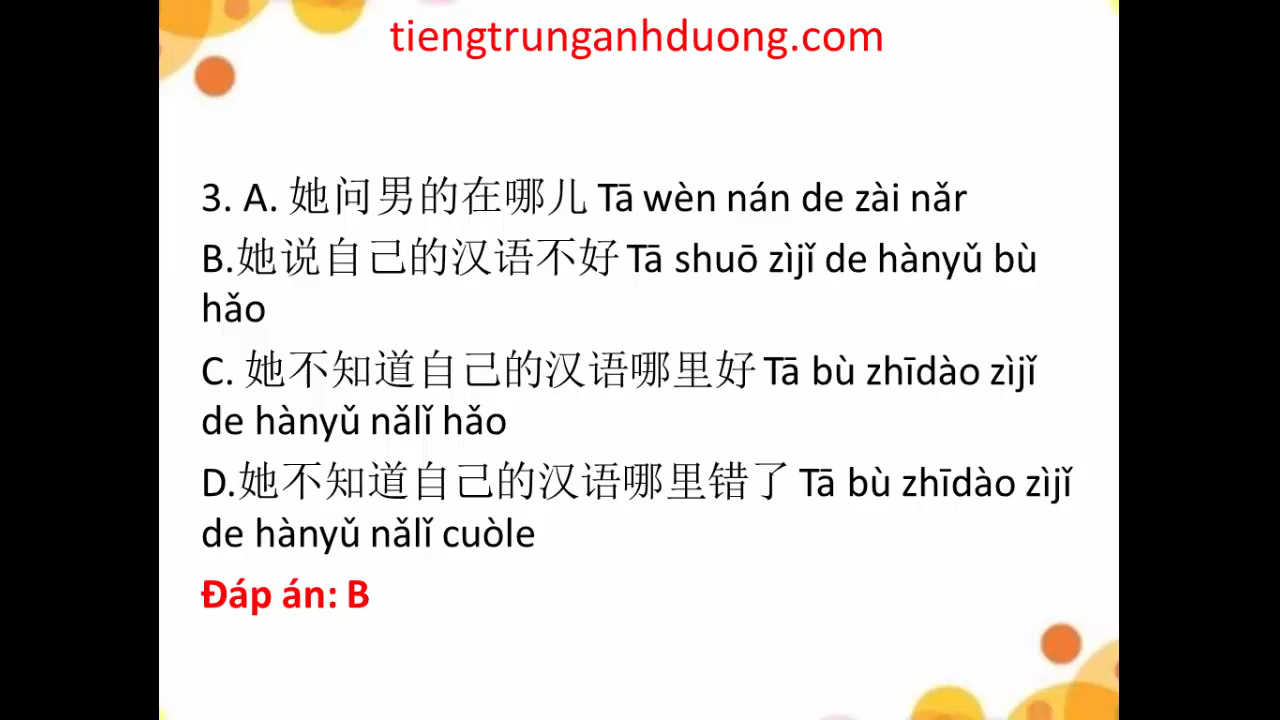 tiengtrunganhduong.com
3. A. 她问男的在哪儿 Tā wèn nán de zài nǎr
B.她说自己的汉语不好 Tā shuō zìjǐ de hànyǔ bù
hǎo
C. 她不知道自己的汉语哪里好 Tā bù zhīdào zìjǐ
de hànyǔ nǎlǐ hǎo
D.她不知道自己的汉语哪里错了 Tā bù zhīdào zìjǐ
de hànyǔ nǎlǐ cuòle
Đáp án: B